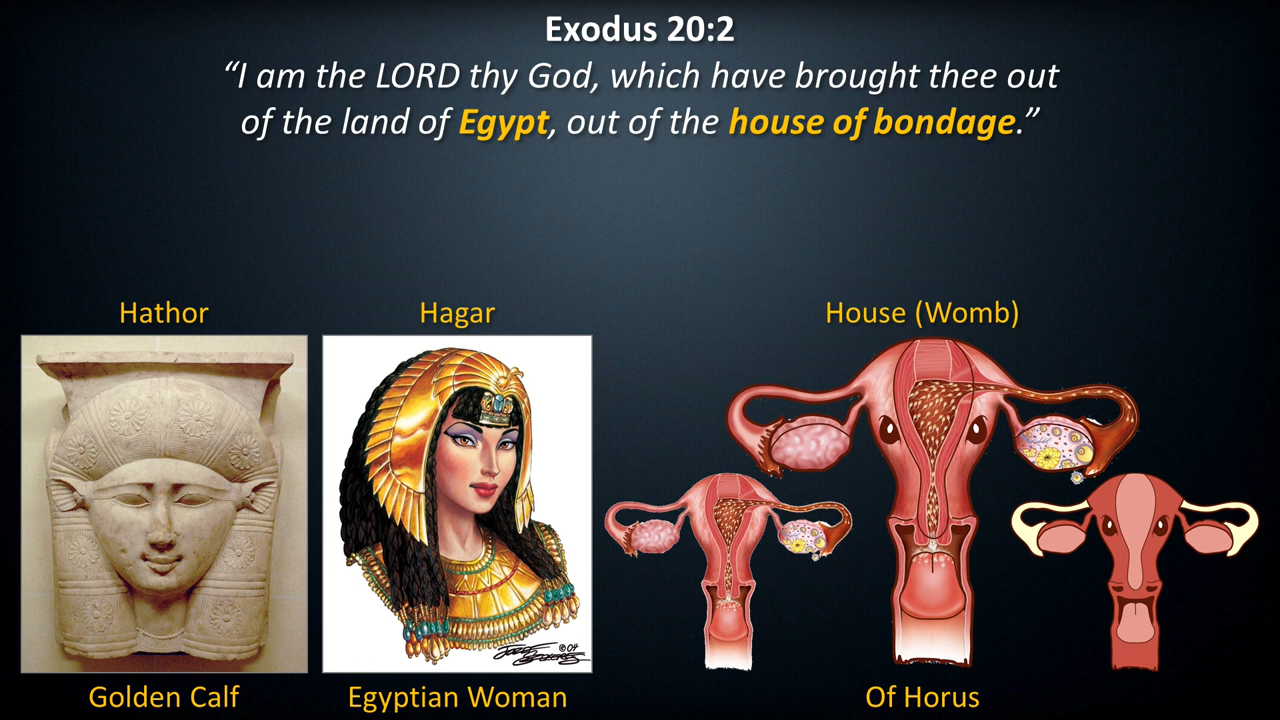 Exodus 20:2
“I am the LORD thy God, which have brought thee out
of the land of Egypt, out of the house of bondage.”
Hathor
Hagar
House (Womb)
©04
Golden Calf
Egyptian Woman
Of Horus